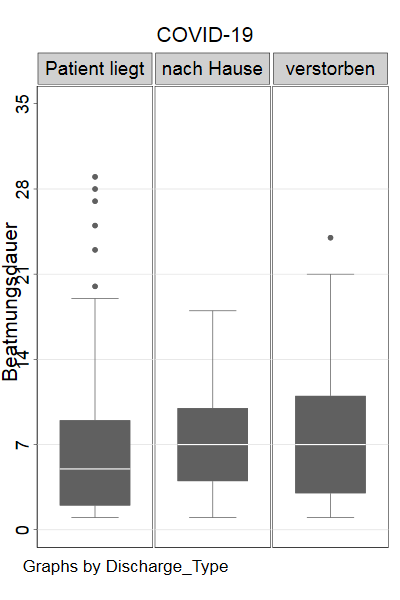 COVID-19
Patient liegt
nach Hause
verstorben
Beatmungsdauer
35
28
21
14
7
0
Graphs by Discharge_Type